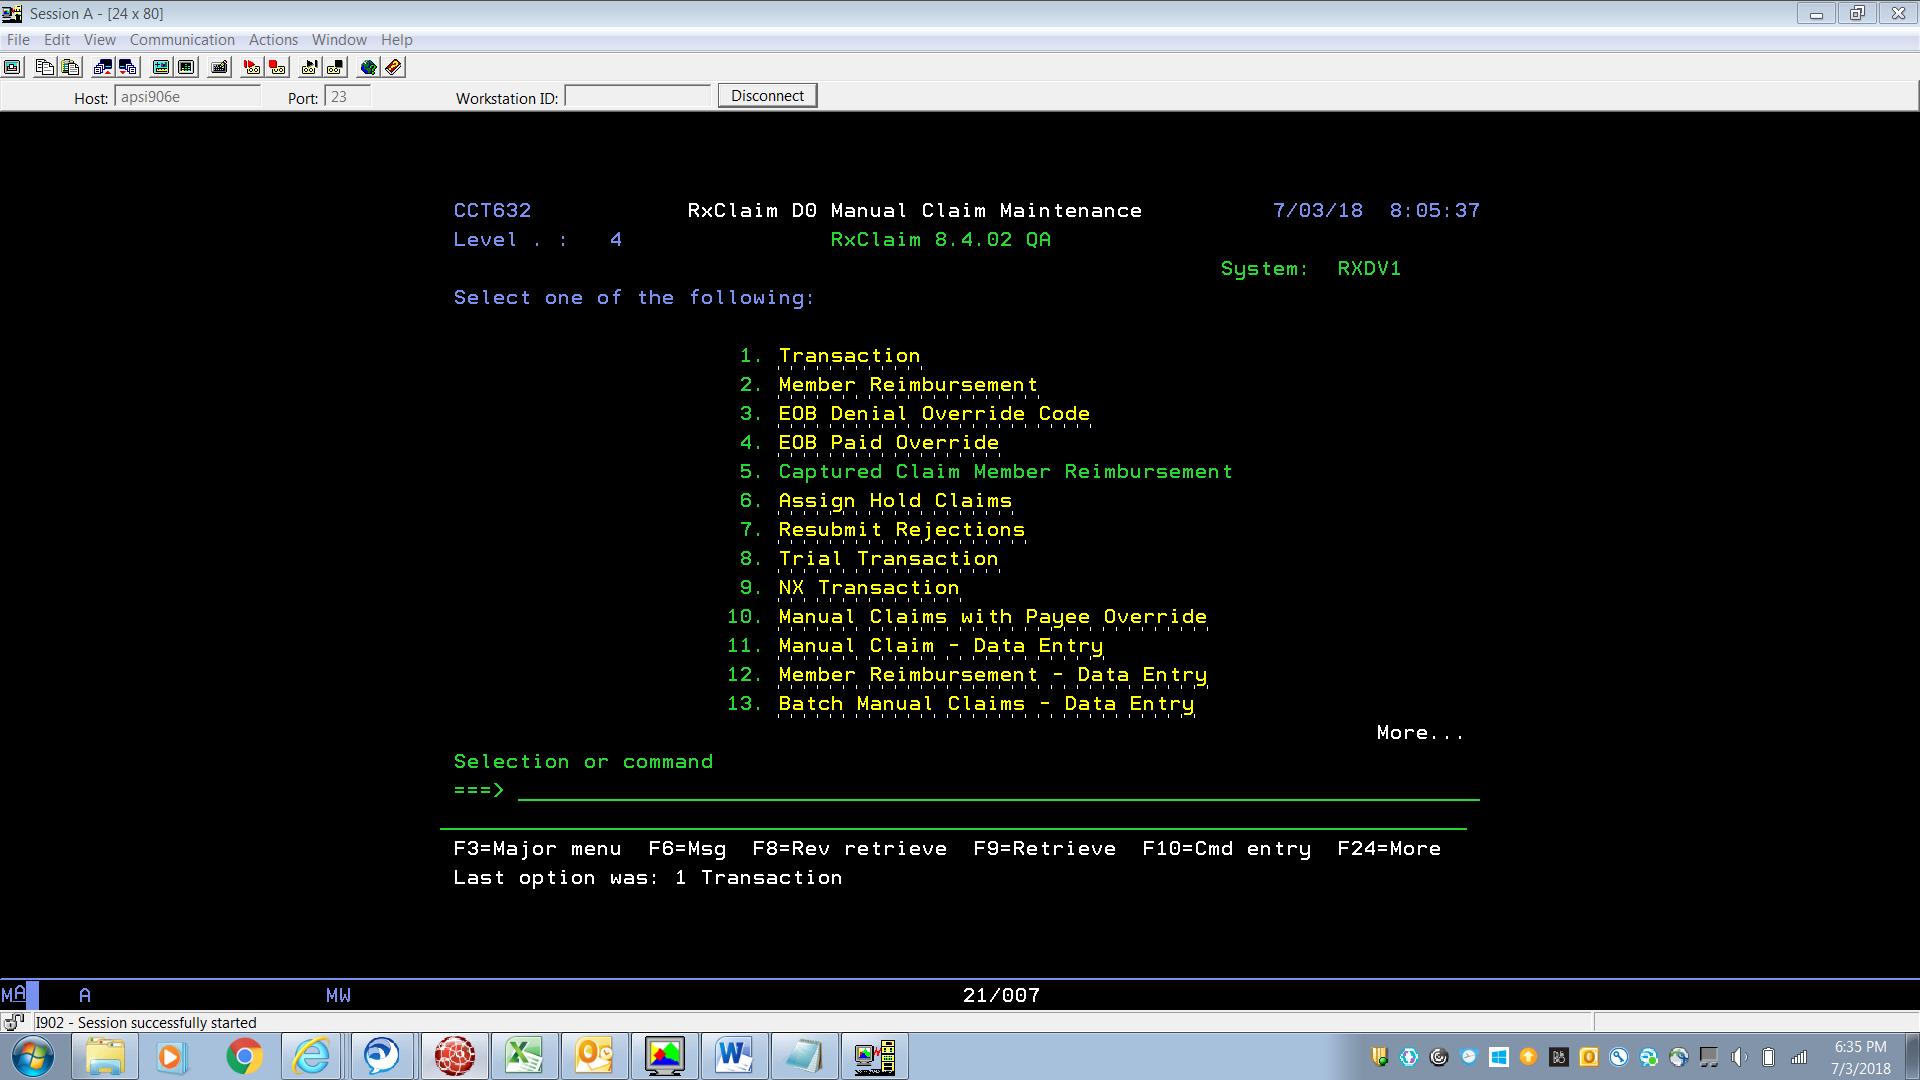 Session A - [24 x 80]
File Edit View Communication Actions Window Help
Host: apsi906e Port: 23 Workstation ID: Disconnect
CCT632 RxClaim D0 Manual Claim Maintenance 7/03/18 8:05:37
Level . : 4 RxClaim 8.4.02 QA
System: RXDV1
Select one of the following:
1. Transaction
2. Member Reimbursement
3. EOB Denial Override Code
4. EOB Paid Override
5. Captured Claim Member Reimbursement
6. Assign Hold Claims
7. Resubmit Rejections
8. Trial Transaction
9. NX Transaction
10. Manual Claims with Payee Override
11. Manual Claim - Data Entry
12. Member Reimbursement - Data Entry
13. Batch Manual Claims - Data Entry
More...
Selection or command
===>
F3=Major menu F6=Msg F8=Rev retrieve F9=Retrieve F10=Cmd entry F24=More
Last option was: 1 Transaction
MA A MW 21/007
I902 - Session successfully started
6:35 PM
7/3/2018